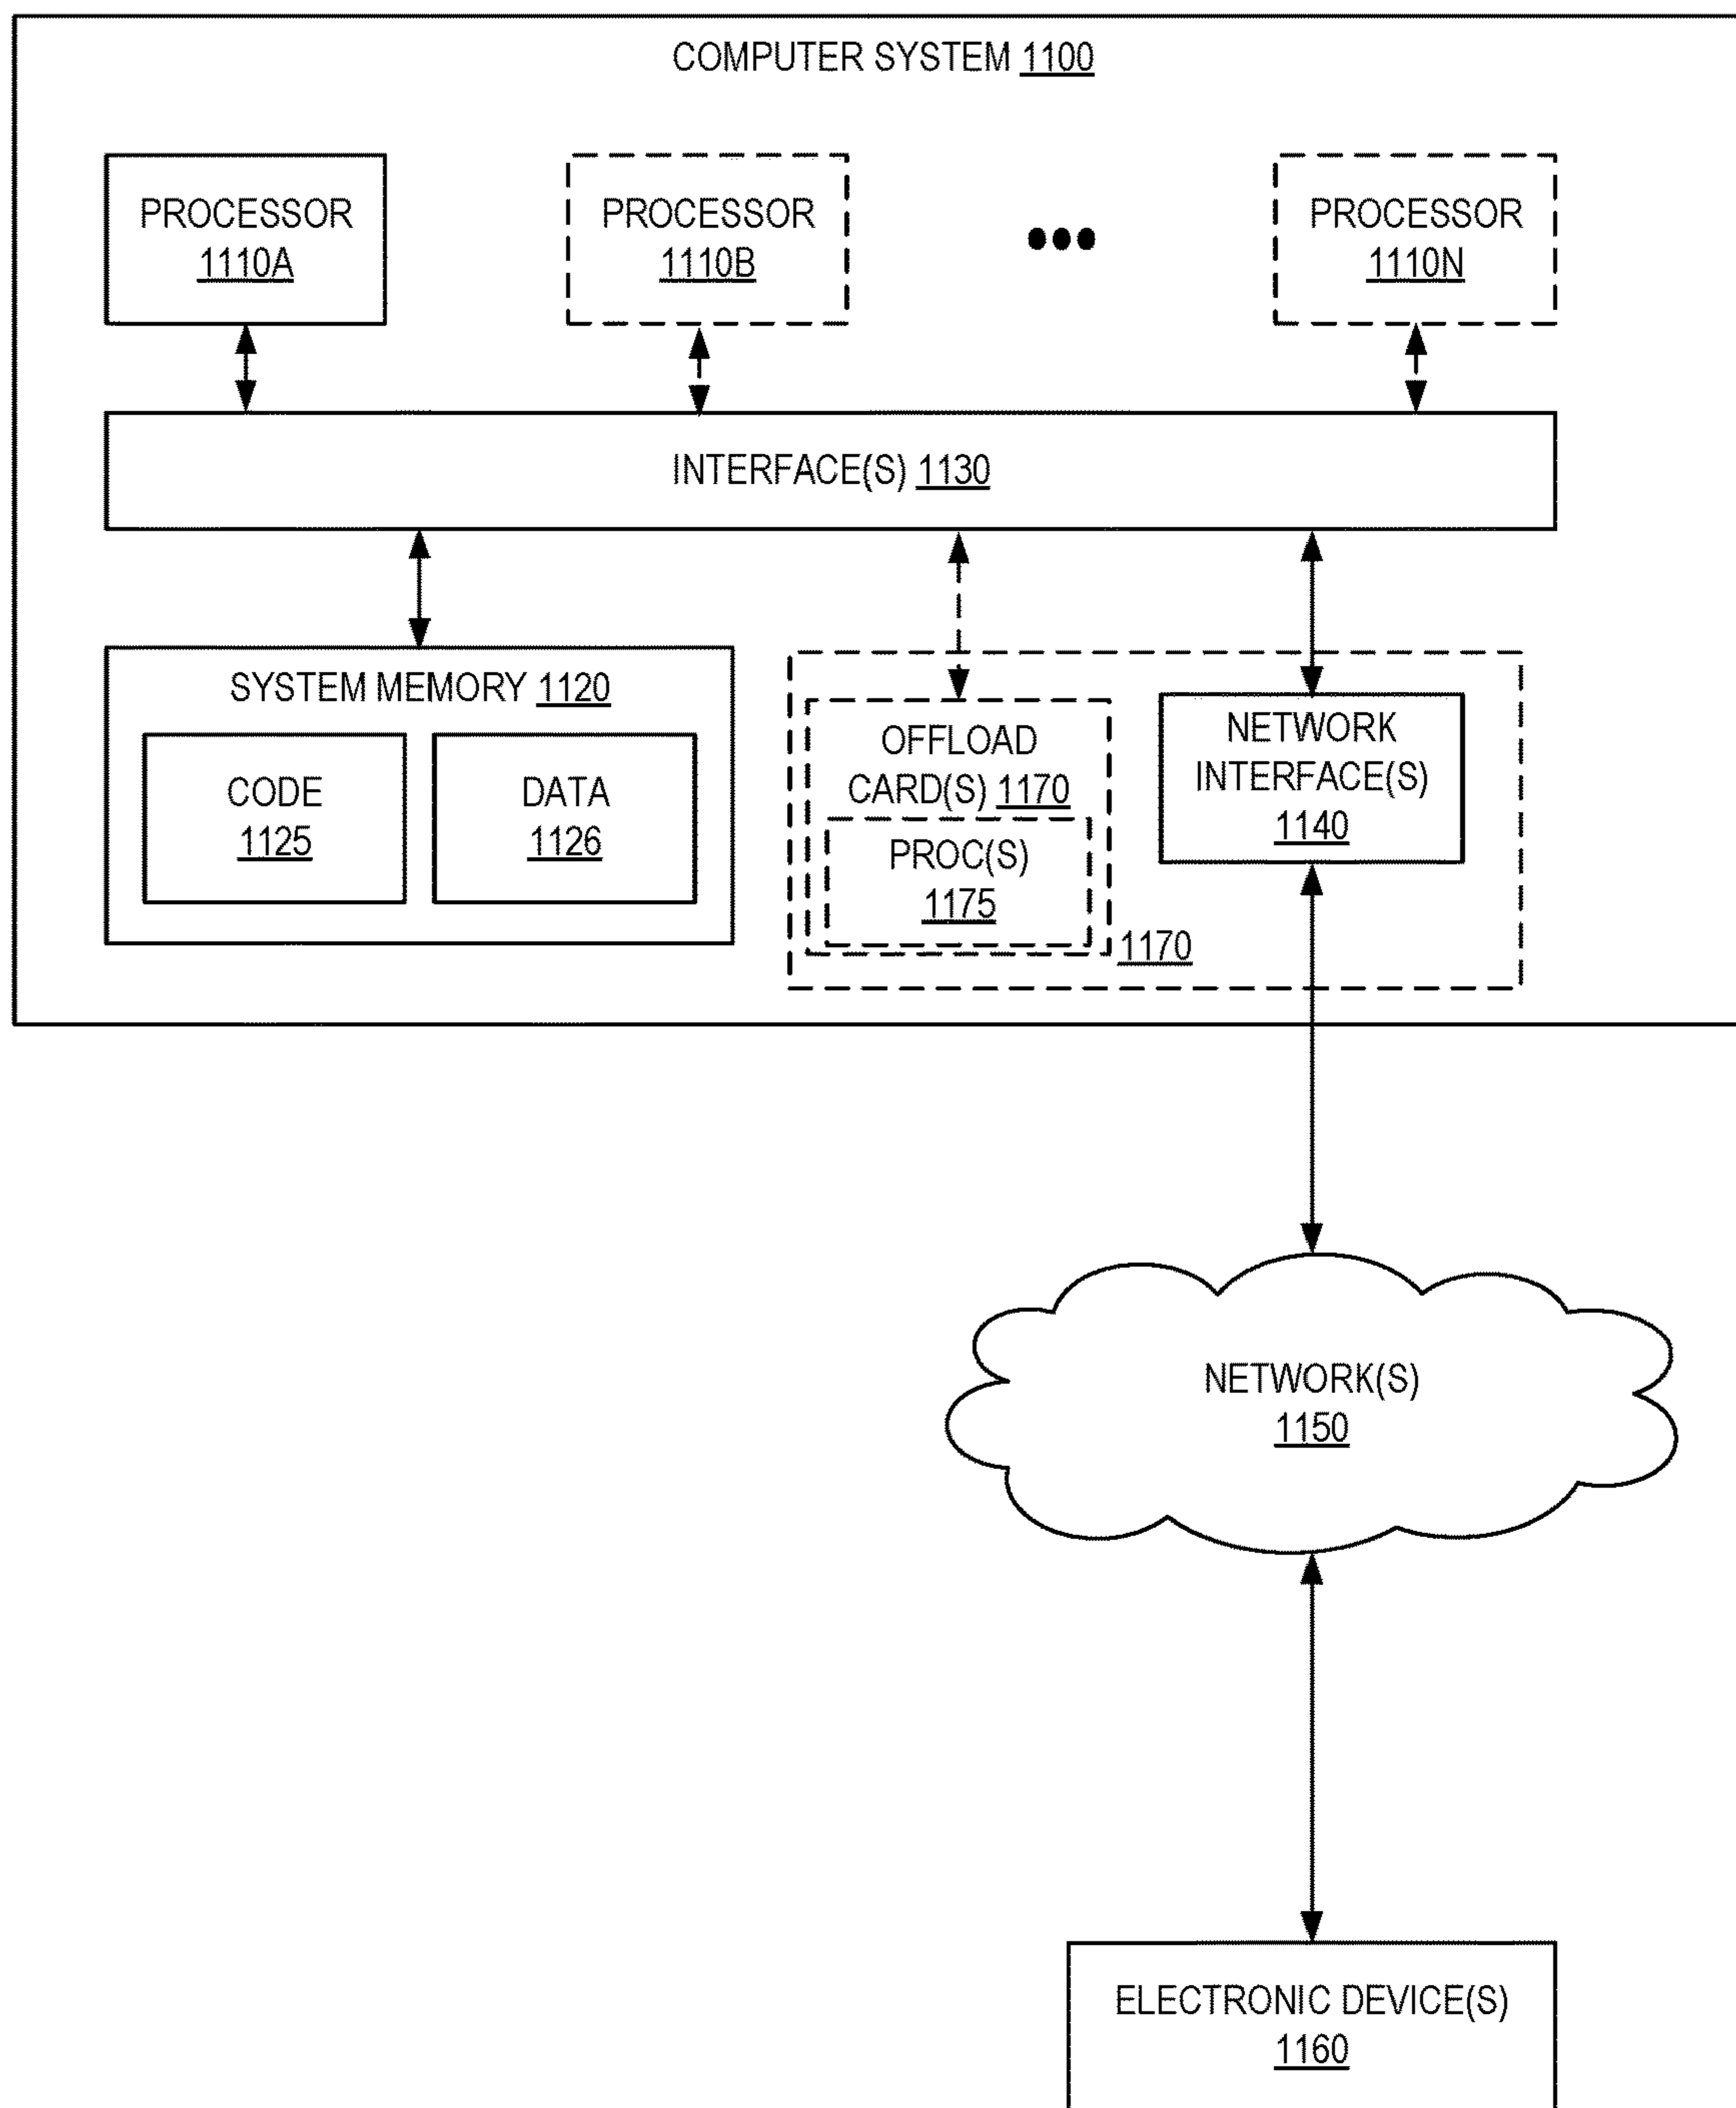 COMPUTER SYSTEM 1100
PROCESSOR
1110A
PROCESSOR
1110B
PROCESSOR
1110N
INTERFACE(S) 1130
SYSTEM MEMORY 1120
CODE
1125
DATA
1126
OFFLOAD
CARD(S) 1170
PROC(S)
1175
1170
NETWORK
INTERFACE(S)
1140
NETWORK(S)
1150
ELECTRONIC DEVICE(S)
1160